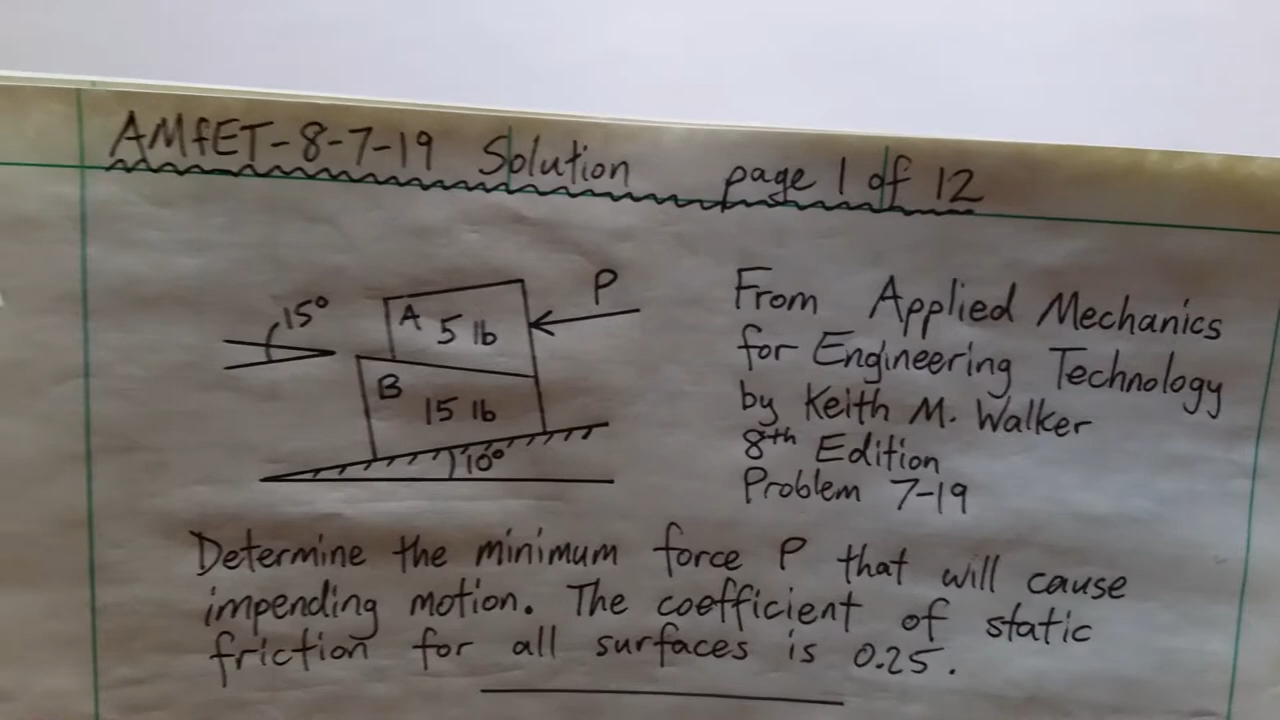 AMfET-8-7-19 Solution page 1 of 12
15°
A 5 lb
P
B 15 lb
10°
From Applied Mechanics
for Engineering Technology
by Keith M. Walker
8th Edition
Problem 7-19
Determine the minimum force P that will cause
impending motion. The coefficient of static
friction for all surfaces is 0.25.